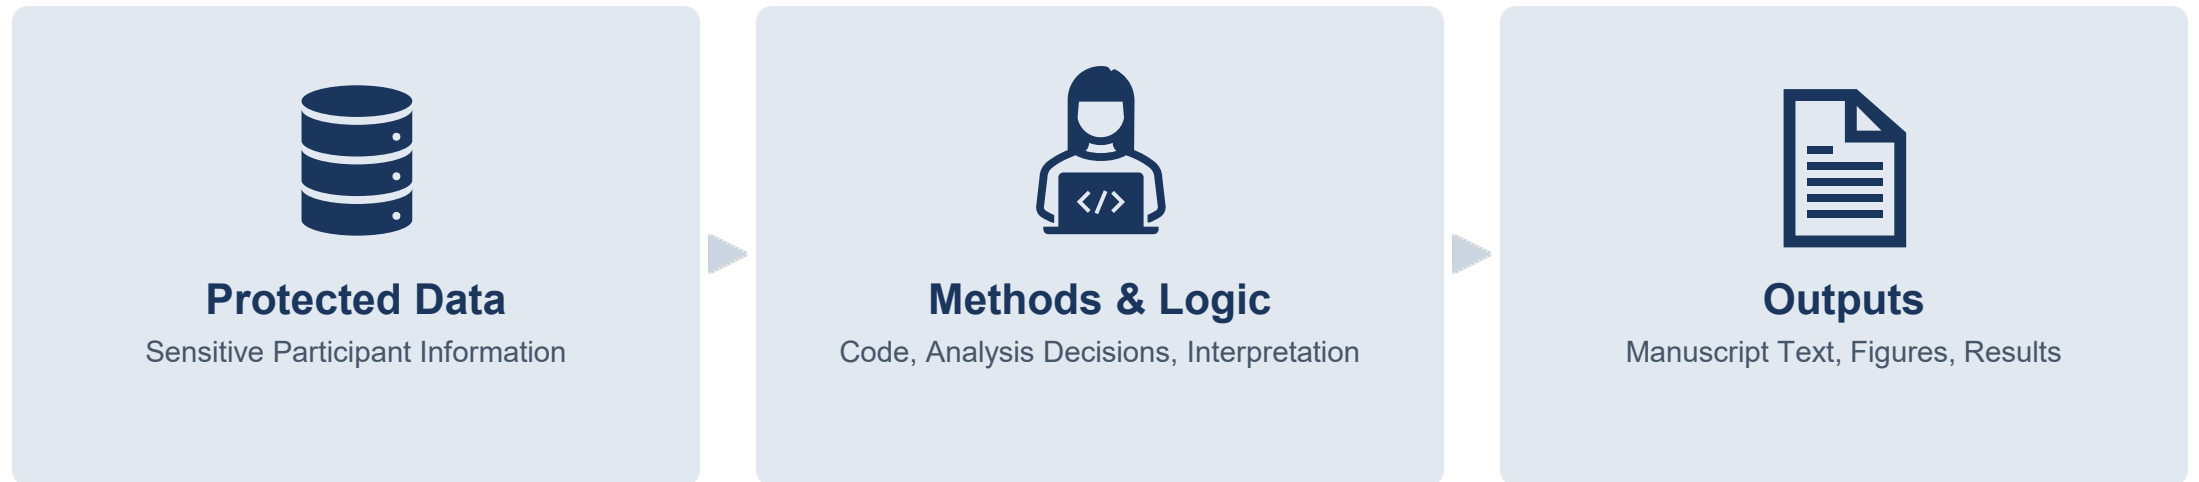 </>
Protected Data
Sensitive Participant Information
Methods & Logic
Code, Analysis Decisions, Interpretation
Outputs
Manuscript Text, Figures, Results